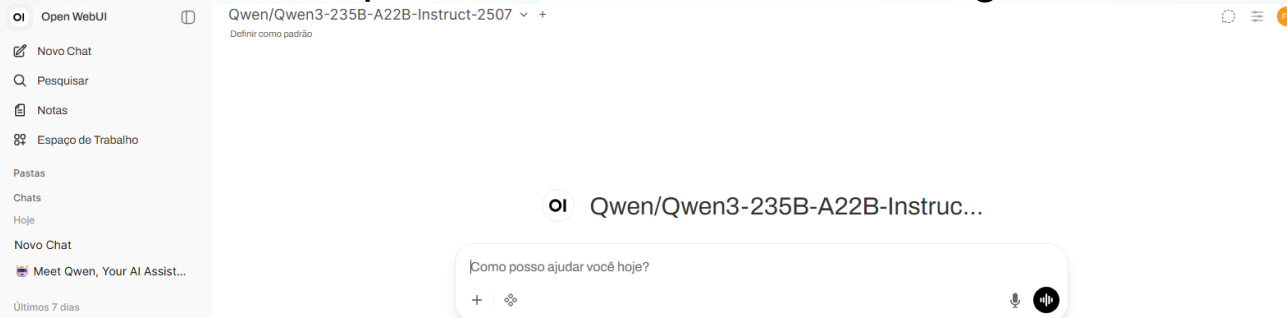 OI Open WebUI
Qwen/Qwen3-235B-A22B-Instruct-2507
Definir como padrão
Novo Chat
Pesquisar
Notas
Espaço de Trabalho
Pastas
Chats
Hoje
Novo Chat
Meet Qwen, Your AI Assist...
Últimos 7 dias
OI Qwen/Qwen3-235B-A22B-Instruc...
Como posso ajudar você hoje?